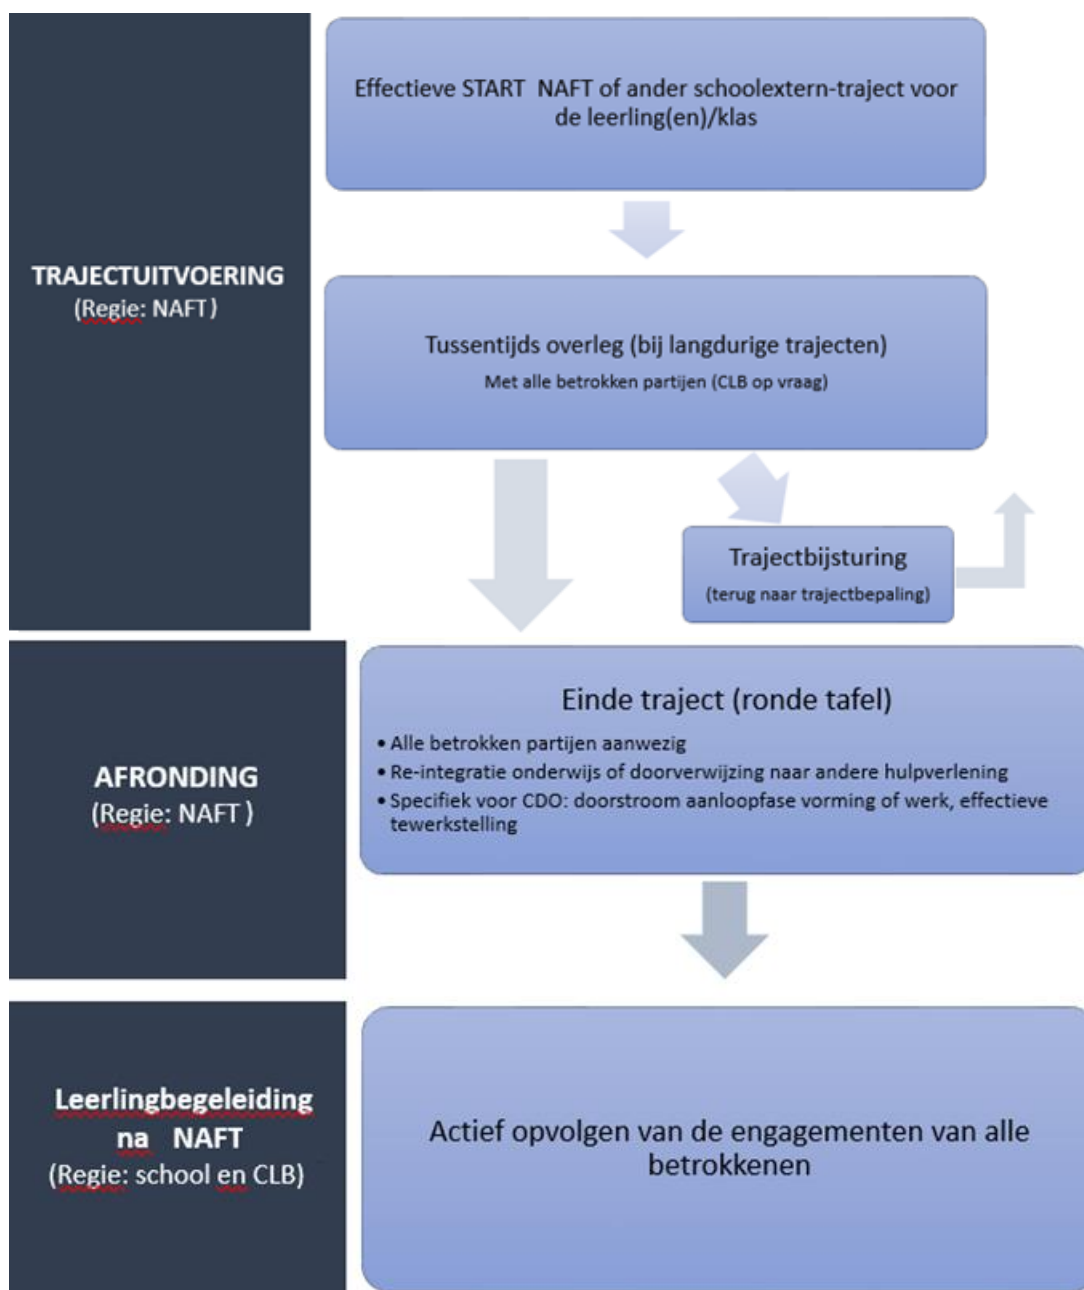 TRAJECTUITVOERING
(Regie: NAFT)
Effectieve START NAFT of ander schoolextern-traject voor
de leerling(en)/klas
Tussentijds overleg (bij langdurige trajecten)
Met alle betrokken partijen (CLB op vraag)
Trajectbijsturing
(terug naar trajectbepaling)
AFRONDING
(Regie: NAFT)
Einde traject (ronde tafel)
• Alle betrokken partijen aanwezig
• Re-integratie onderwijs of doorverwijzing naar andere hulpverlening
• Specifiek voor CDO: doorstroom aanloopfase vorming of werk, effectieve
tewerkstelling
Leerlingbegeleiding
na NAFT
(Regie: school en CLB)
Actief opvolgen van de engagementen van alle
betrokkenen